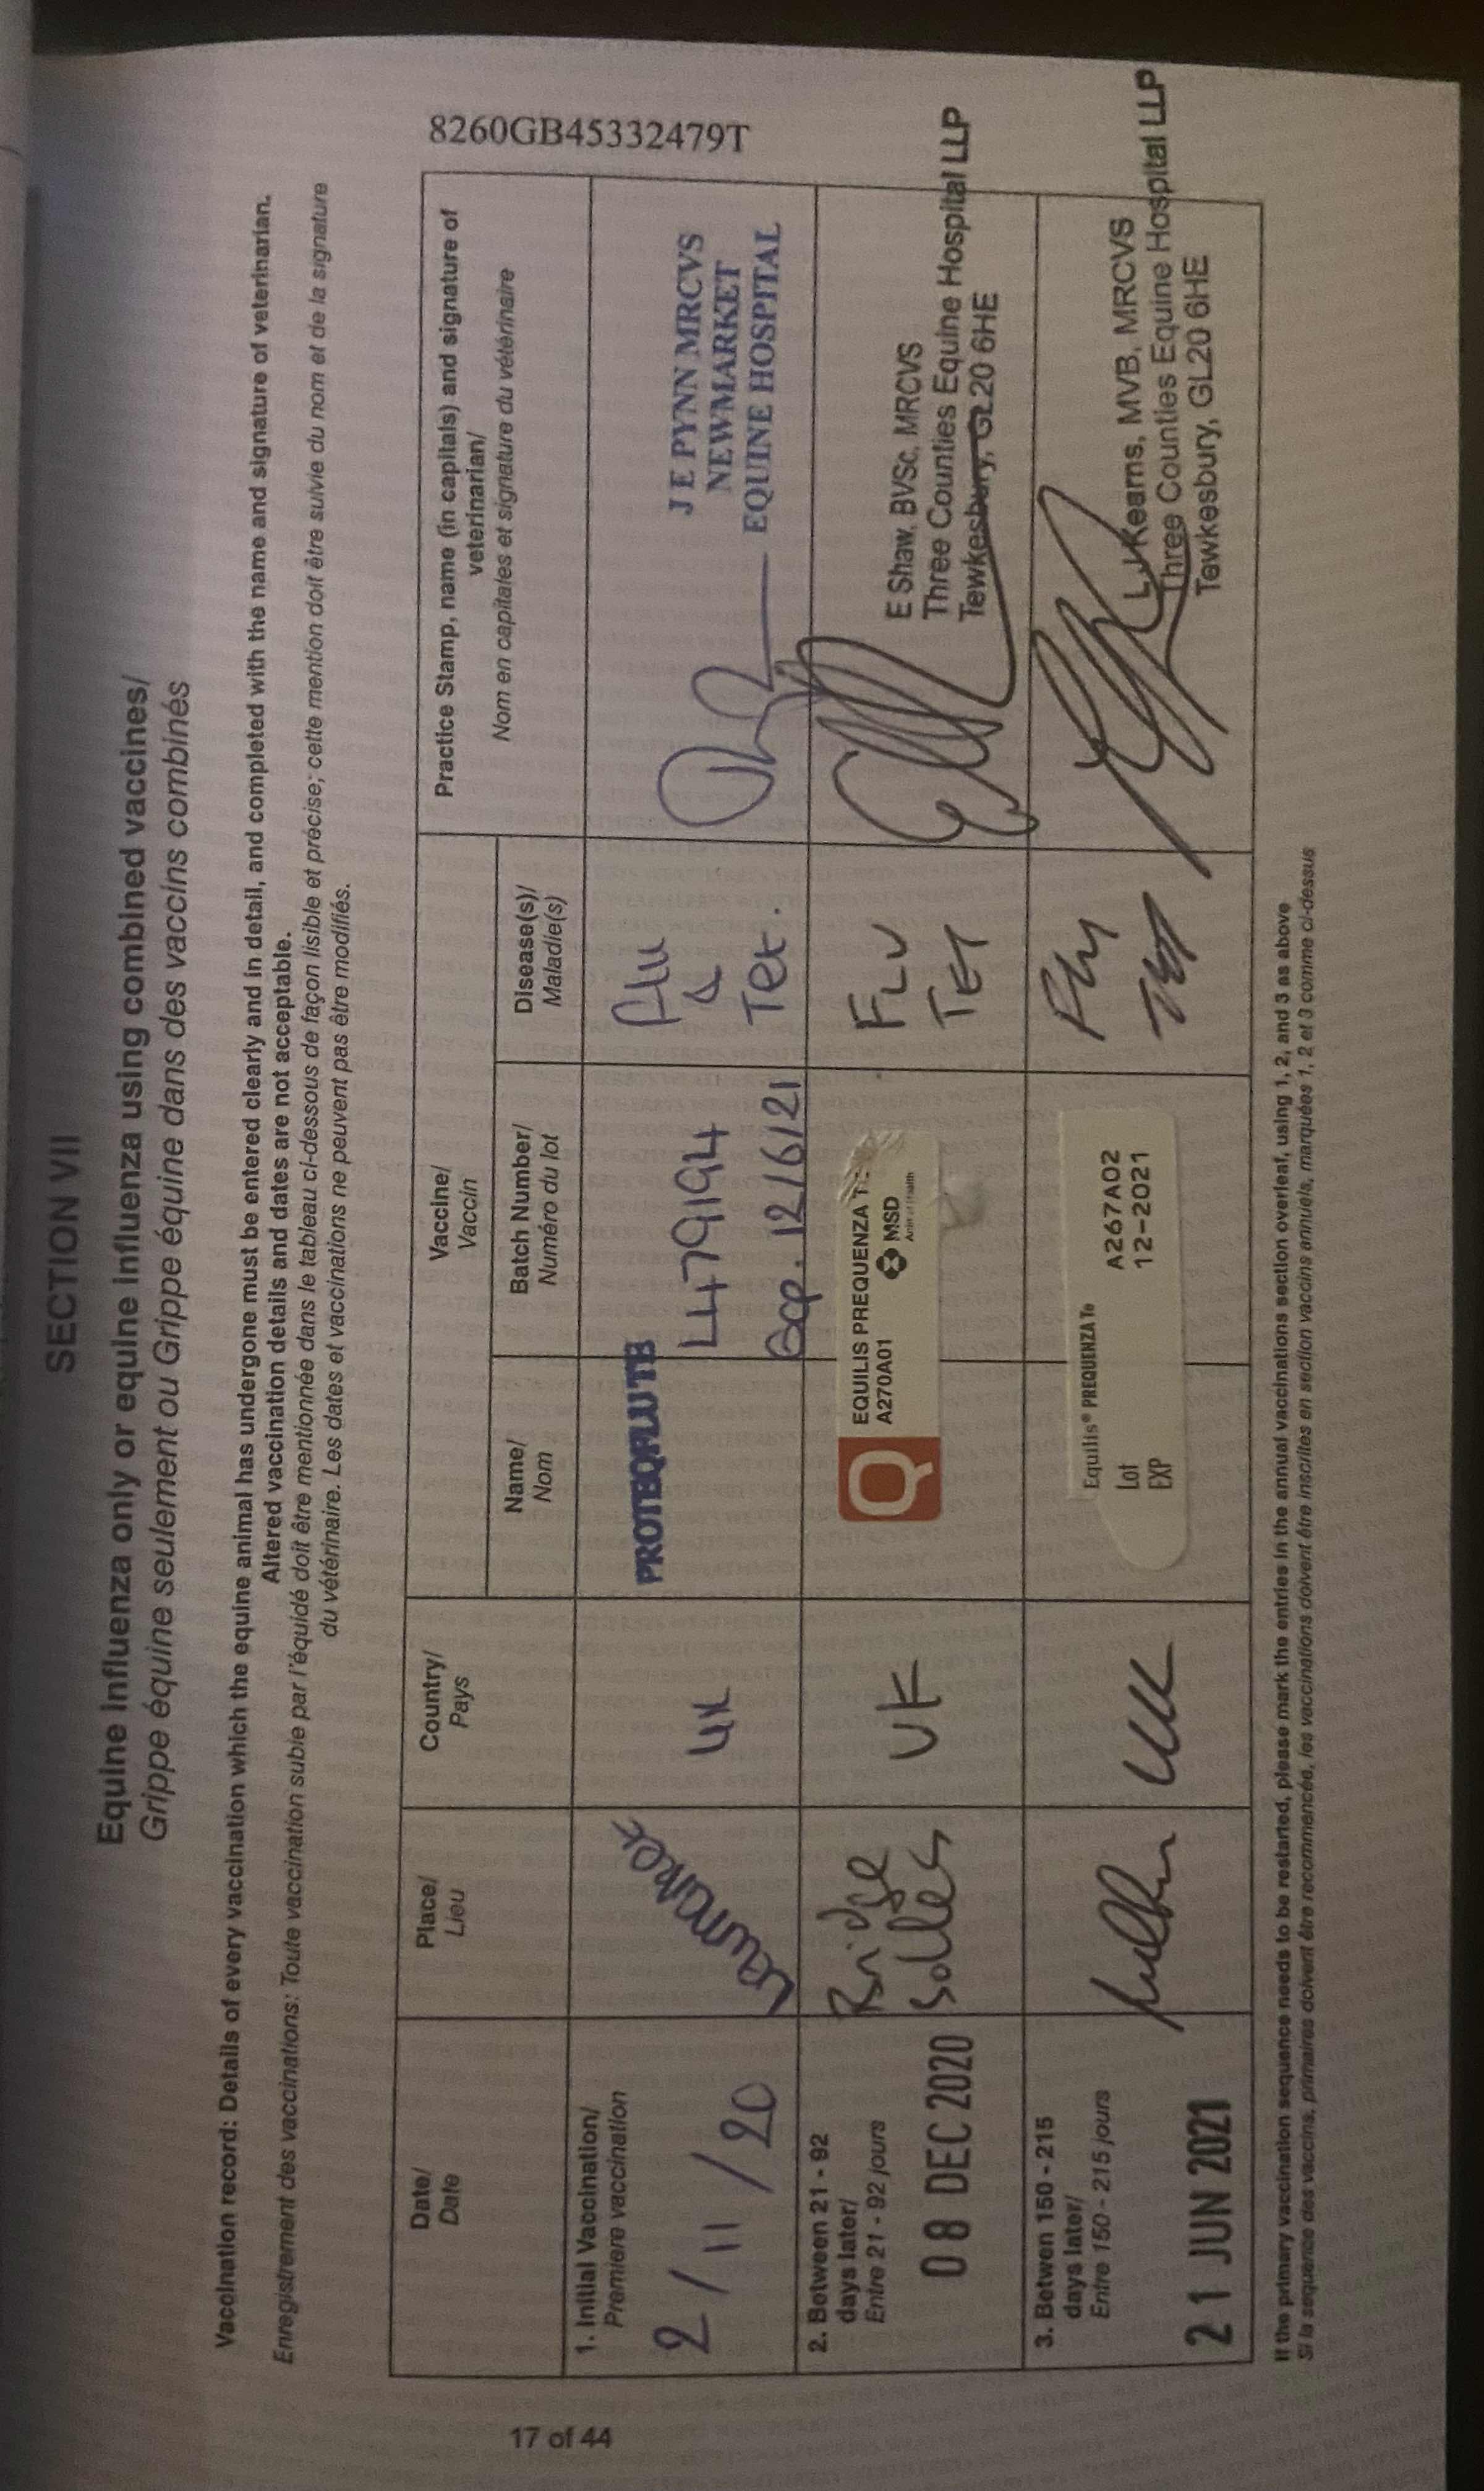 SECTION VII
Equine influenza only or equine influenza using combined vaccines/
Grippe équine seulement ou Grippe équine dans des vaccins combinés
Vaccination record: Details of every vaccination which the equine animal has undergone must be entered clearly and in detail, and completed with the name and signature of veterinarian.
Altered vaccination details and dates are not acceptable.
Enregistrement des vaccinations: Toute vaccination subie par l'équidé doit être mentionnée dans le tableau ci-dessous de façon lisible et précise; cette mention doit être suivie du nom et de la signature
du vétérinaire. Les dates et vaccinations ne peuvent pas être modifiés.
8260GB45332479T
Date/
Date
Place/
Lieu
Country/
Pays
Vaccine/
Vaccin
Name/
Nom
Batch Number/
Numéro du lot
Disease(s)/
Maladie(s)
Practice Stamp, name (in capitals) and signature of
veterinarian/
Nom en capitales et signature du vétérinaire
1. Initial Vaccination/
Premiere vaccination
2/11/20
Newmarket
UK
PROTEQFLU TE
L479194
Exp. 12/6/21
flu
&
Tet.
J E PYNN MRCVS
NEWMARKET
EQUINE HOSPITAL
2. Between 21 - 92
days later/
Entre 21 - 92 jours
08 DEC 2020
Bridge
Sollers
UK
EQUILIS PREQUENZA
A270A01
MSD
Animal Health
FLU
TET
E Shaw, BVSc, MRCVS
Three Counties Equine Hospital LLP
Tewkesbury, GL20 6HE
3. Betwen 150 - 215
days later/
Entre 150 - 215 jours
21 JUN 2021
UK
Equilis® PREQUENZA Te
Lot A267A02
EXP 12-2021
Flu
Tet
L J Kearns, MVB, MRCVS
Three Counties Equine Hospital LLP
Tewkesbury, GL20 6HE
If the primary vaccination sequence needs to be restarted, please mark the entries in the annual vaccinations section overleaf, using 1, 2, and 3 as above
Si la sequence des vaccins, primaires doivent être recommencée, les vaccinations doivent être inscrites en section vaccins annuels, marquées 1, 2 et 3 comme ci-dessus
17 of 44